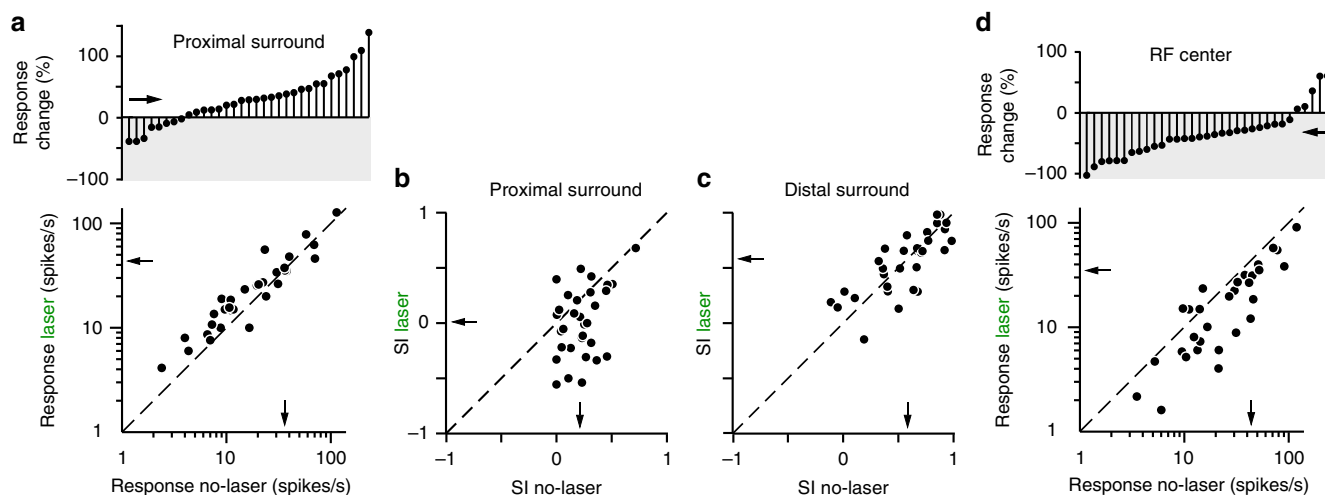 a
Proximal surround
Response
change (%)
100
0
–100
Response laser (spikes/s)
100
10
1
1 10 100
Response no-laser (spikes/s)
b
Proximal surround
SI laser
1
0
–1
–1 0 1
SI no-laser
c
Distal surround
SI laser
–1 0 1
SI no-laser
d
RF center
Response
change (%)
100
0
–100
Response laser (spikes/s)
100
10
1
1 10 100
Response no-laser (spikes/s)